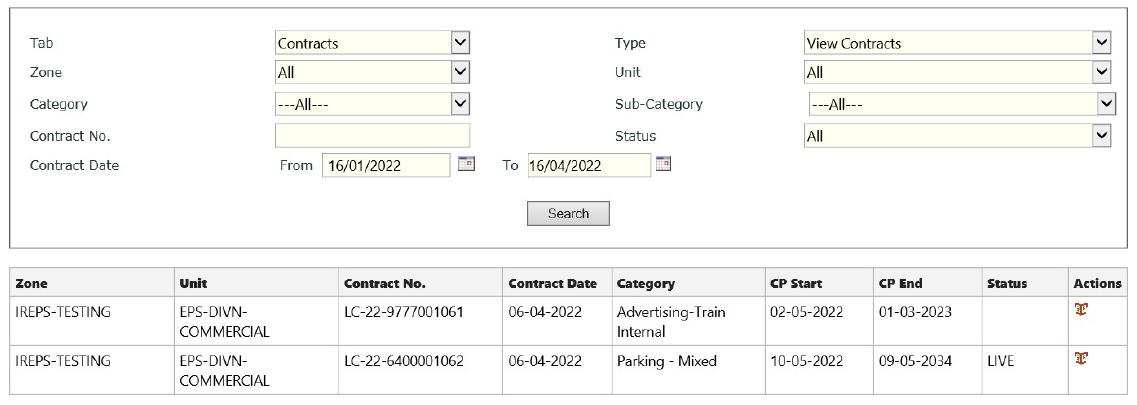 Tab Contracts Type View Contracts
Zone All Unit All
Category ---All--- Sub-Category ---All---
Contract No. Status All
Contract Date From 16/01/2022 To 16/04/2022
Search
Zone Unit Contract No. Contract Date Category CP Start CP End Status Actions
IREPS-TESTING EPS-DIVN- LC-22-9777001061 06-04-2022 Advertising-Train 02-05-2022 01-03-2023
COMMERCIAL Internal
IREPS-TESTING EPS-DIVN- LC-22-6400001062 06-04-2022 Parking - Mixed 10-05-2022 09-05-2034 LIVE
COMMERCIAL